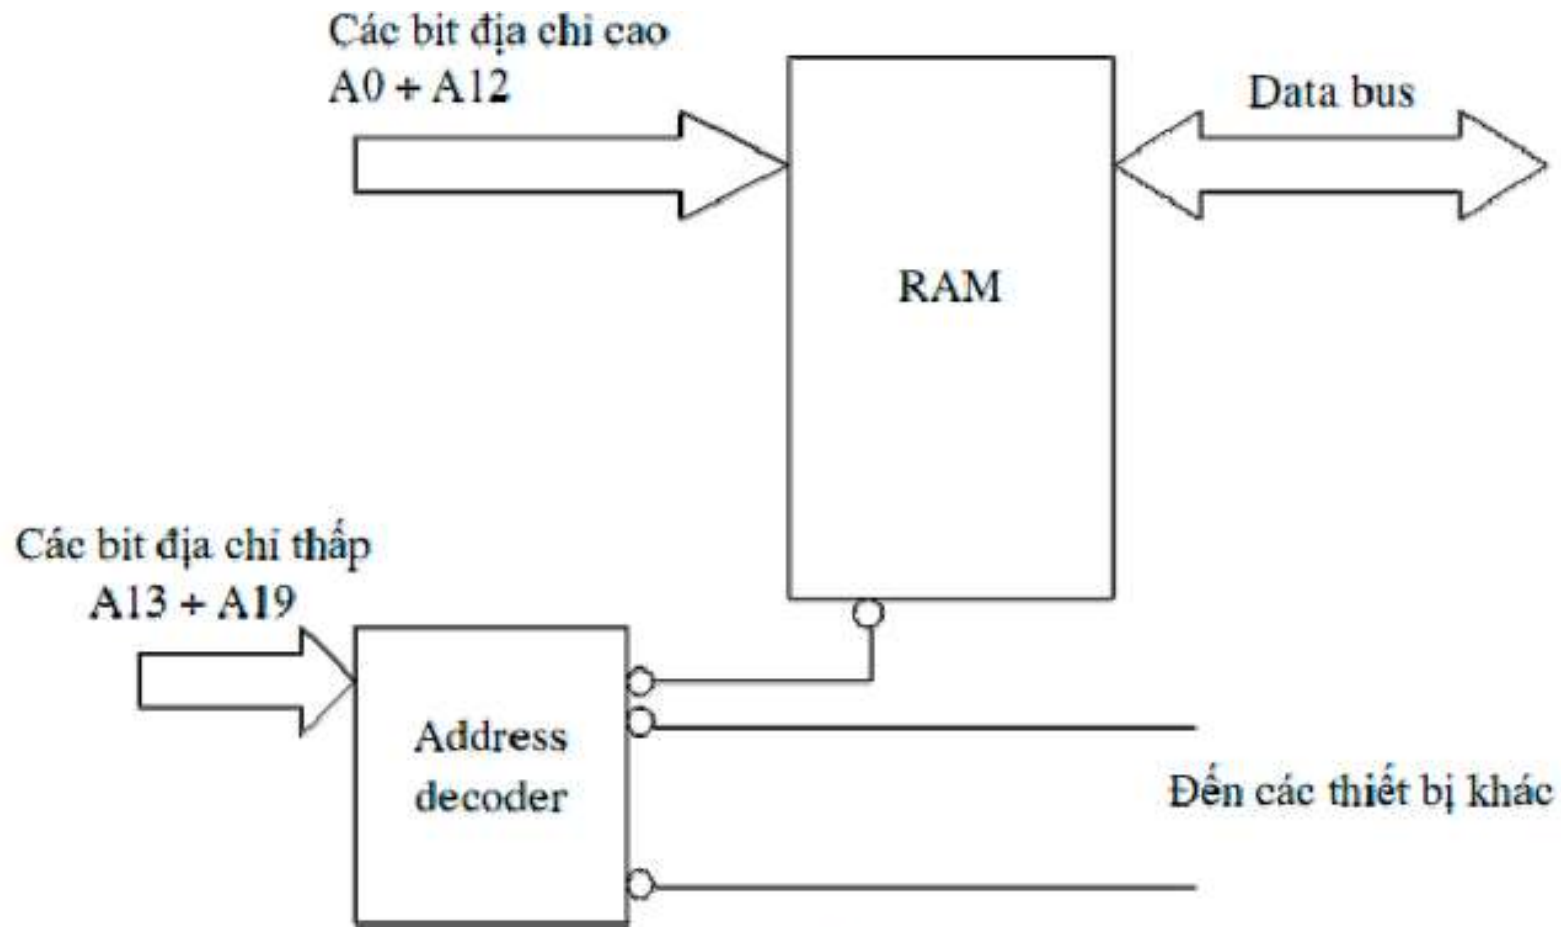 Các bit địa chỉ cao
A0 + A12
Data bus
RAM
Các bit địa chỉ thấp
A13 + A19
Address
decoder
Đến các thiết bị khác